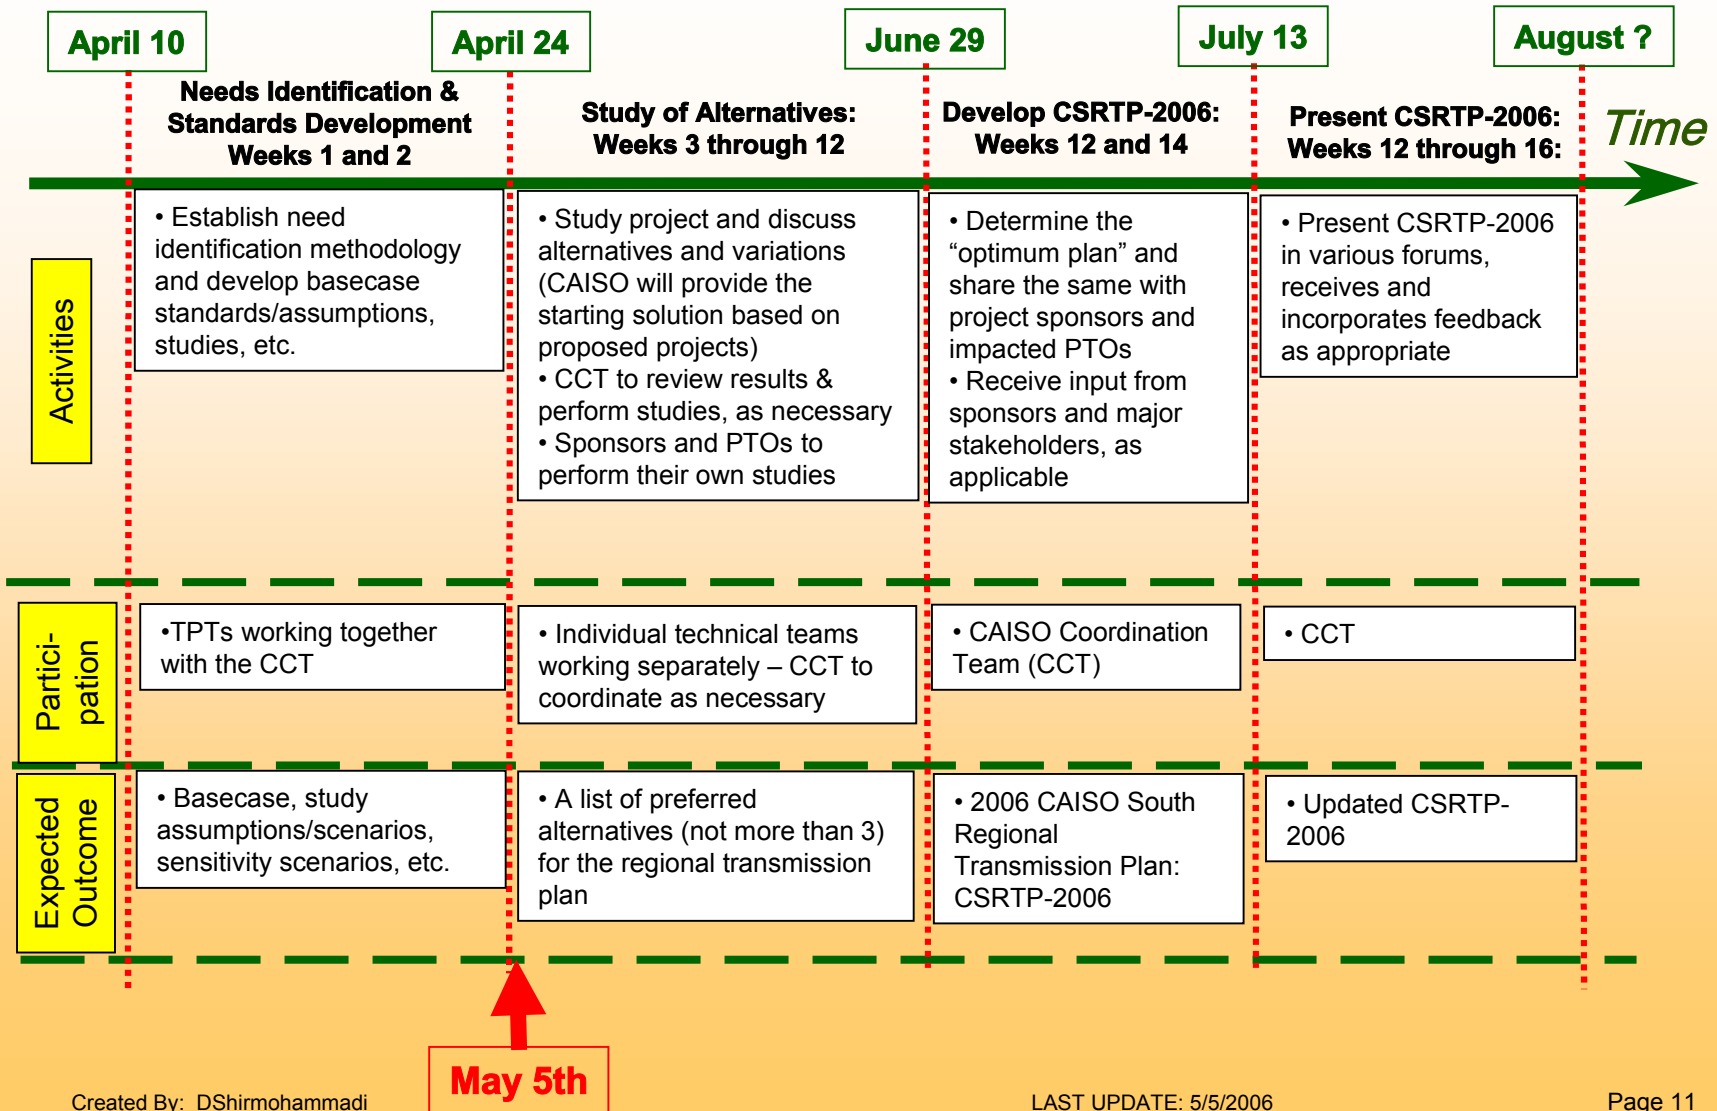 April 10
April 24
June 29
July 13
August ?
Needs Identification &
Standards Development
Weeks 1 and 2
Study of Alternatives:
Weeks 3 through 12
Develop CSRTP-2006:
Weeks 12 and 14
Present CSRTP-2006:
Weeks 12 through 16:
Time
Activities
• Establish need
identification methodology
and develop basecase
standards/assumptions,
studies, etc.
• Study project and discuss
alternatives and variations
(CAISO will provide the
starting solution based on
proposed projects)
• CCT to review results &
perform studies, as necessary
• Sponsors and PTOs to
perform their own studies
• Determine the
“optimum plan” and
share the same with
project sponsors and
impacted PTOs
• Receive input from
sponsors and major
stakeholders, as
applicable
• Present CSRTP-2006
in various forums,
receives and
incorporates feedback
as appropriate
Partici-
pation
•TPTs working together
with the CCT
• Individual technical teams
working separately – CCT to
coordinate as necessary
• CAISO Coordination
Team (CCT)
• CCT
Expected
Outcome
• Basecase, study
assumptions/scenarios,
sensitivity scenarios, etc.
• A list of preferred
alternatives (not more than 3)
for the regional transmission
plan
• 2006 CAISO South
Regional
Transmission Plan:
CSRTP-2006
• Updated CSRTP-
2006
May 5th
Created By: DShirmohammadi
LAST UPDATE: 5/5/2006
Page 11